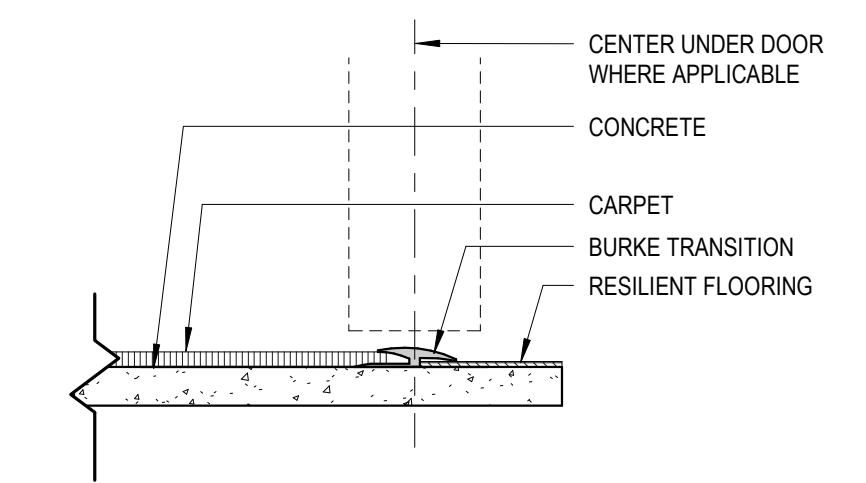 CENTER UNDER DOOR
WHERE APPLICABLE
CONCRETE
CARPET
BURKE TRANSITION
RESILIENT FLOORING